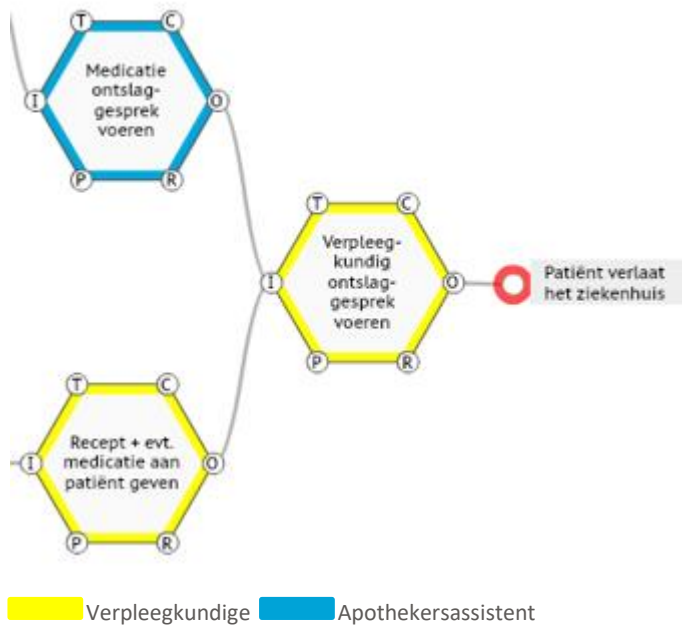 T C
Medicatie
ontslag-
gesprek
voeren
I O
P R
T C
Verpleeg-
kundig
ontslag-
gesprek
voeren
I O
P R
Patiënt verlaat
het ziekenhuis
T C
Recept + evt.
medicatie aan
patiënt geven
I O
P R
Verpleegkundige Apothekersassistent